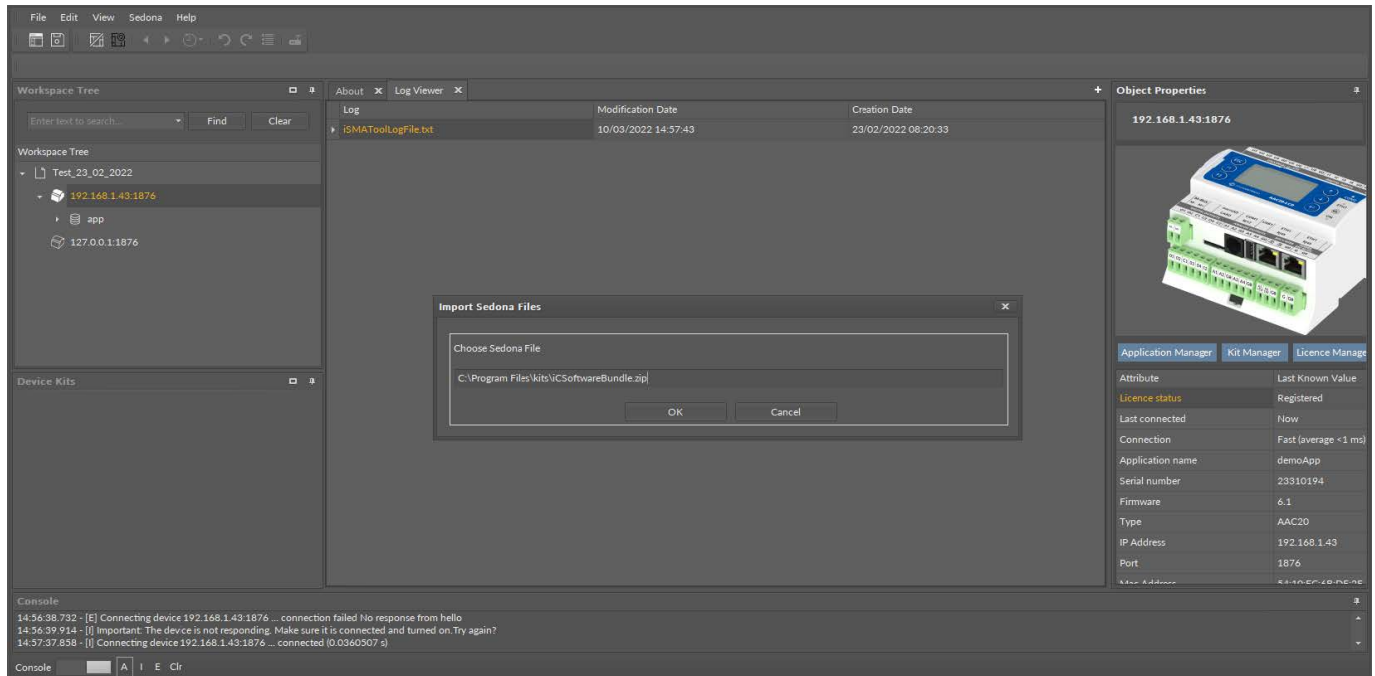 File Edit View Sedona Help
Workspace Tree
Enter text to search...
Find
Clear
Workspace Tree
Test_23_02_2022
192.168.1.43:1876
app
127.0.0.1:1876
Device Kits
About
Log Viewer
Log Modification Date Creation Date
iSMAToolLogFile.txt 10/03/2022 14:57:43 23/02/2022 08:20:33
Import Sedona Files
Choose Sedona File
C:\Program Files\kits\iCSoftwareBundle.zip
OK
Cancel
Object Properties
192.168.1.43:1876
Application Manager Kit Manager Licence Manage
Attribute Last Known Value
Licence status Registered
Last connected Now
Connection Fast (average <1 ms)
Application name demoApp
Serial number 23310194
Firmware 6.1
Type AAC20
IP Address 192.168.1.43
Port 1876
Console
14:56:38.732 - [E] Connecting device 192.168.1.43:1876 ... connection failed No response from hello
14:56:39.914 - [I] Important: The device is not responding. Make sure it is connected and turned on.Try again?
14:57:37.858 - [I] Connecting device 192.168.1.43:1876 ... connected (0.0360507 s)
Console A I E Clr